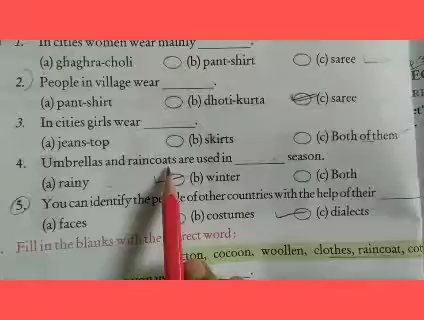 1. In cities women wear mainly ________.
(a) ghaghra-choli (b) pant-shirt (c) saree
2. People in village wear ________.
(a) pant-shirt (b) dhoti-kurta (c) saree
3. In cities girls wear ________.
(a) jeans-top (b) skirts (c) Both of them
4. Umbrellas and raincoats are used in ________ season.
(a) rainy (b) winter (c) Both
5. You can identify the of other countries with the help of their ________
(a) faces (b) costumes (c) dialects
Fill in the blanks with the rect word:
cocoon, woollen, clothes, raincoat,